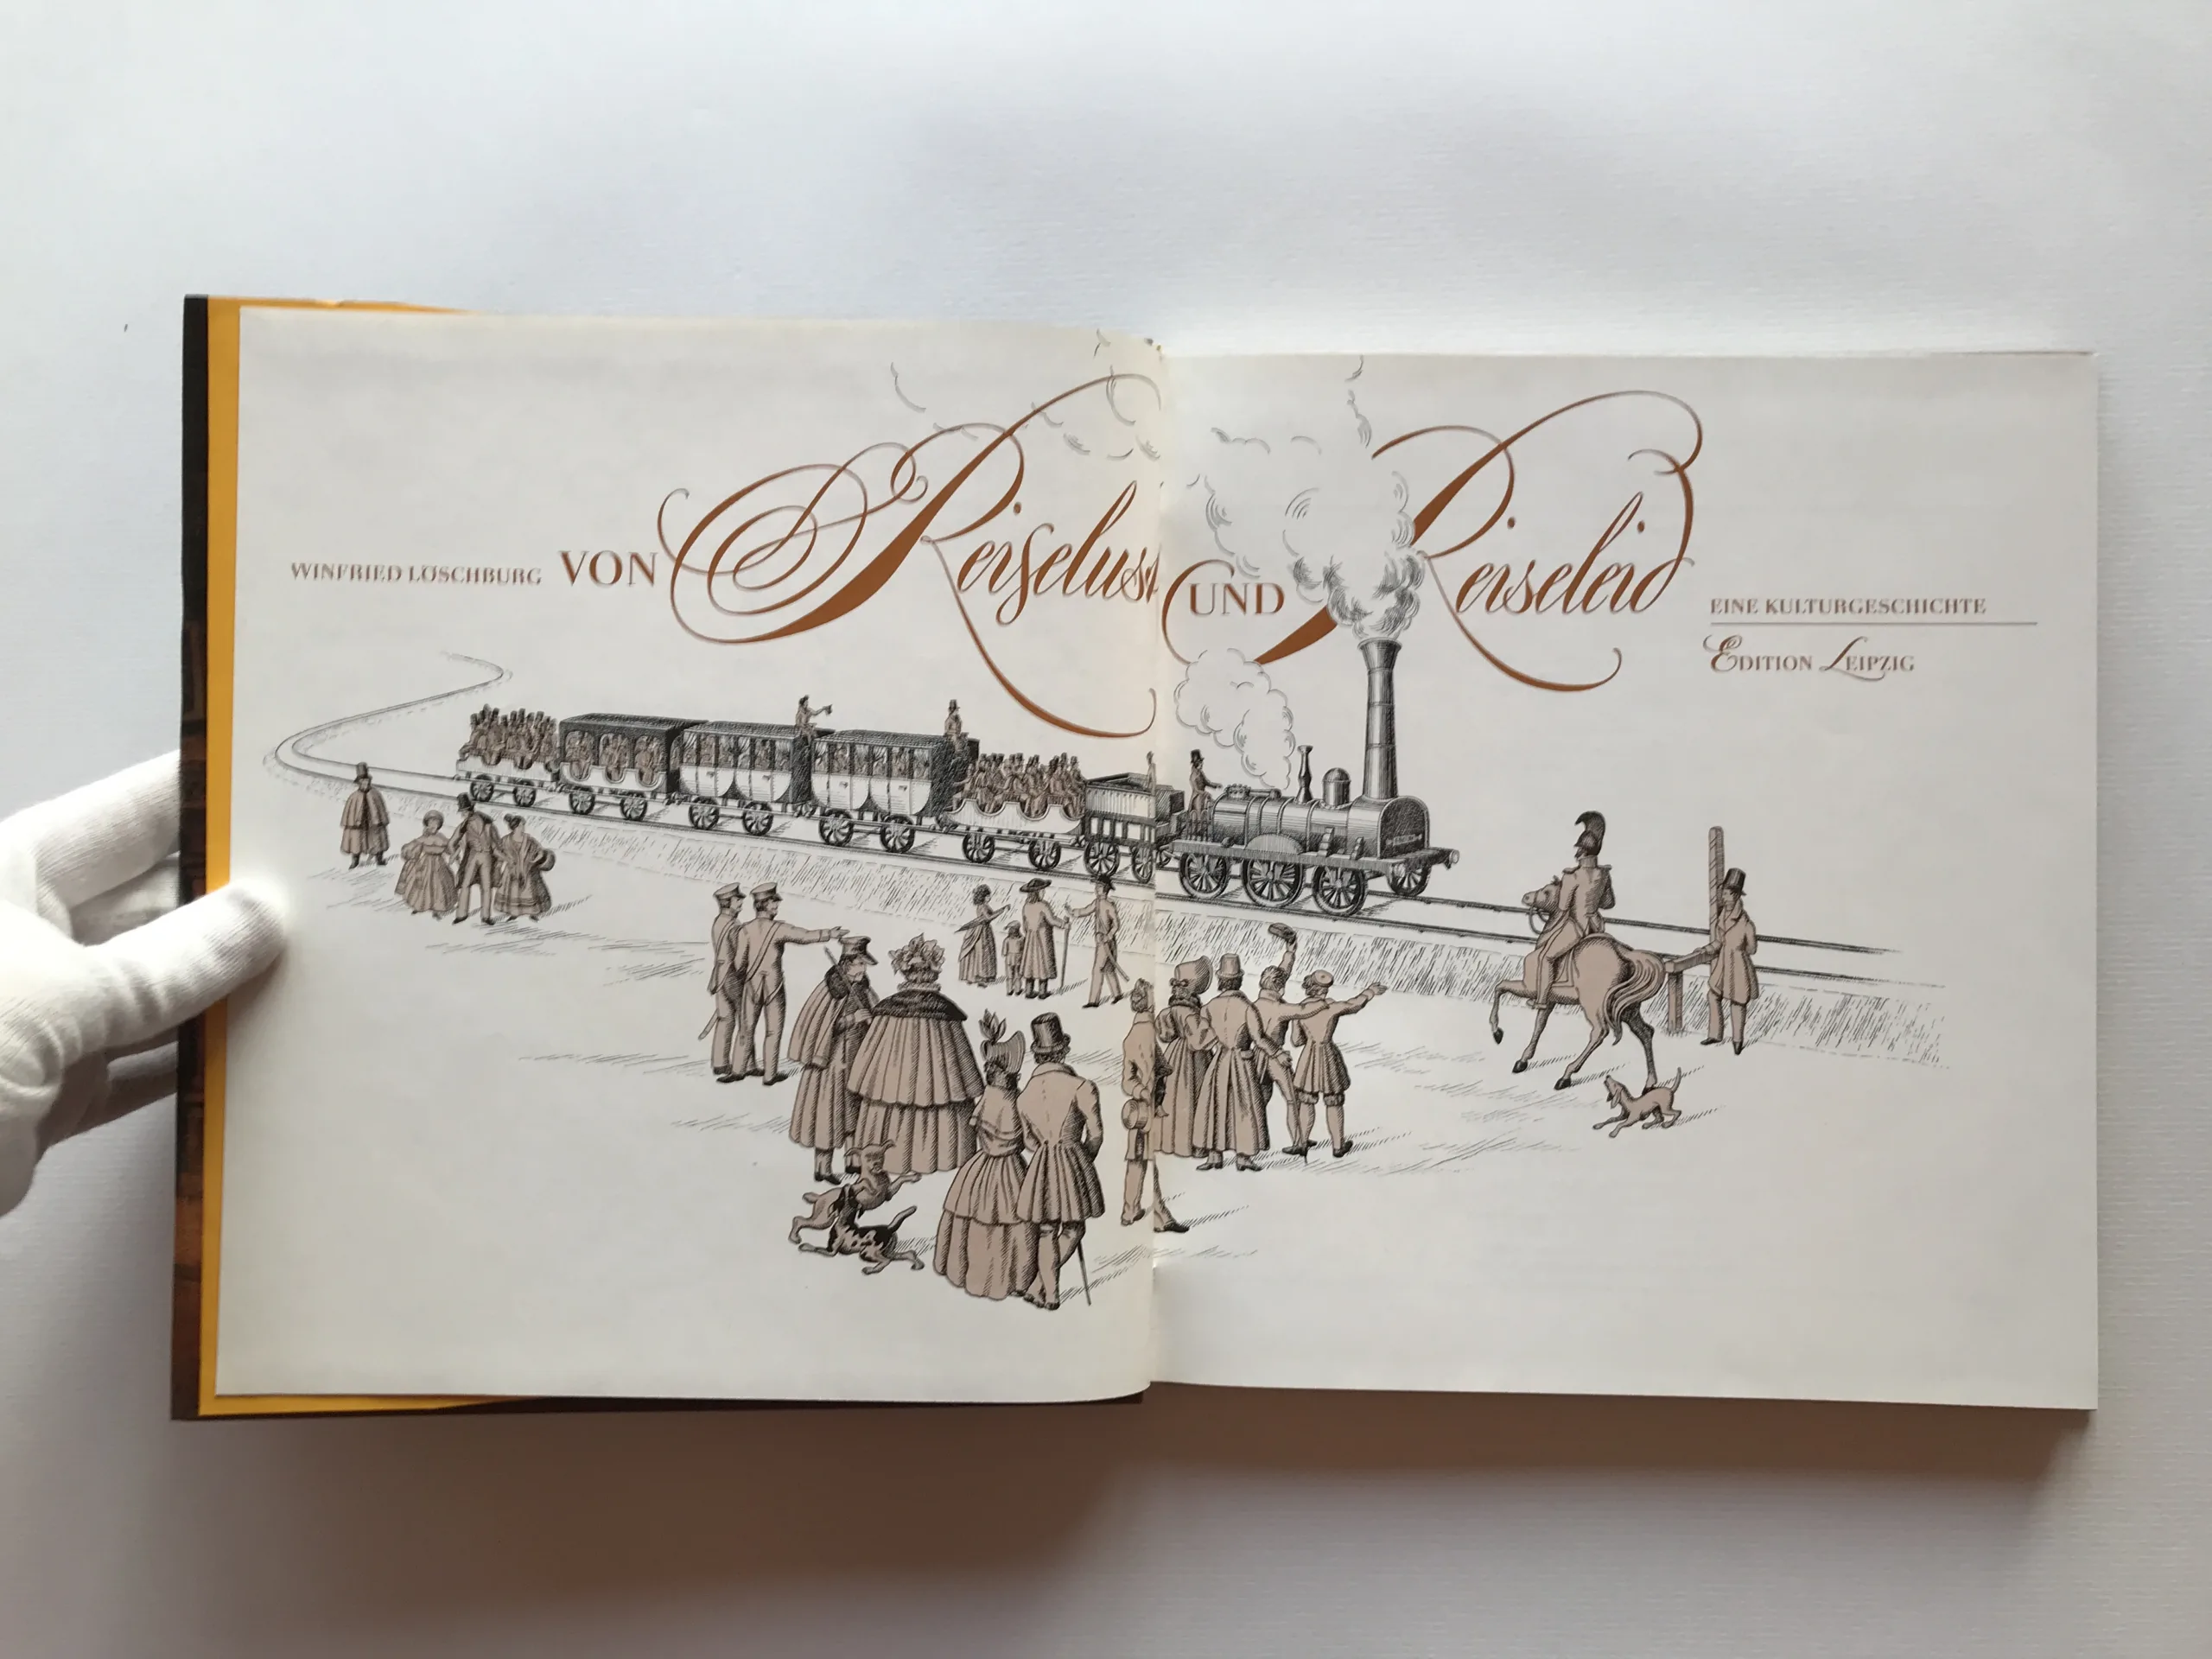 WINFRIED LÖSCHBURG VON Reiselust UND Reiseleid
EINE KULTURGESCHICHTE
EDITION LEIPZIG